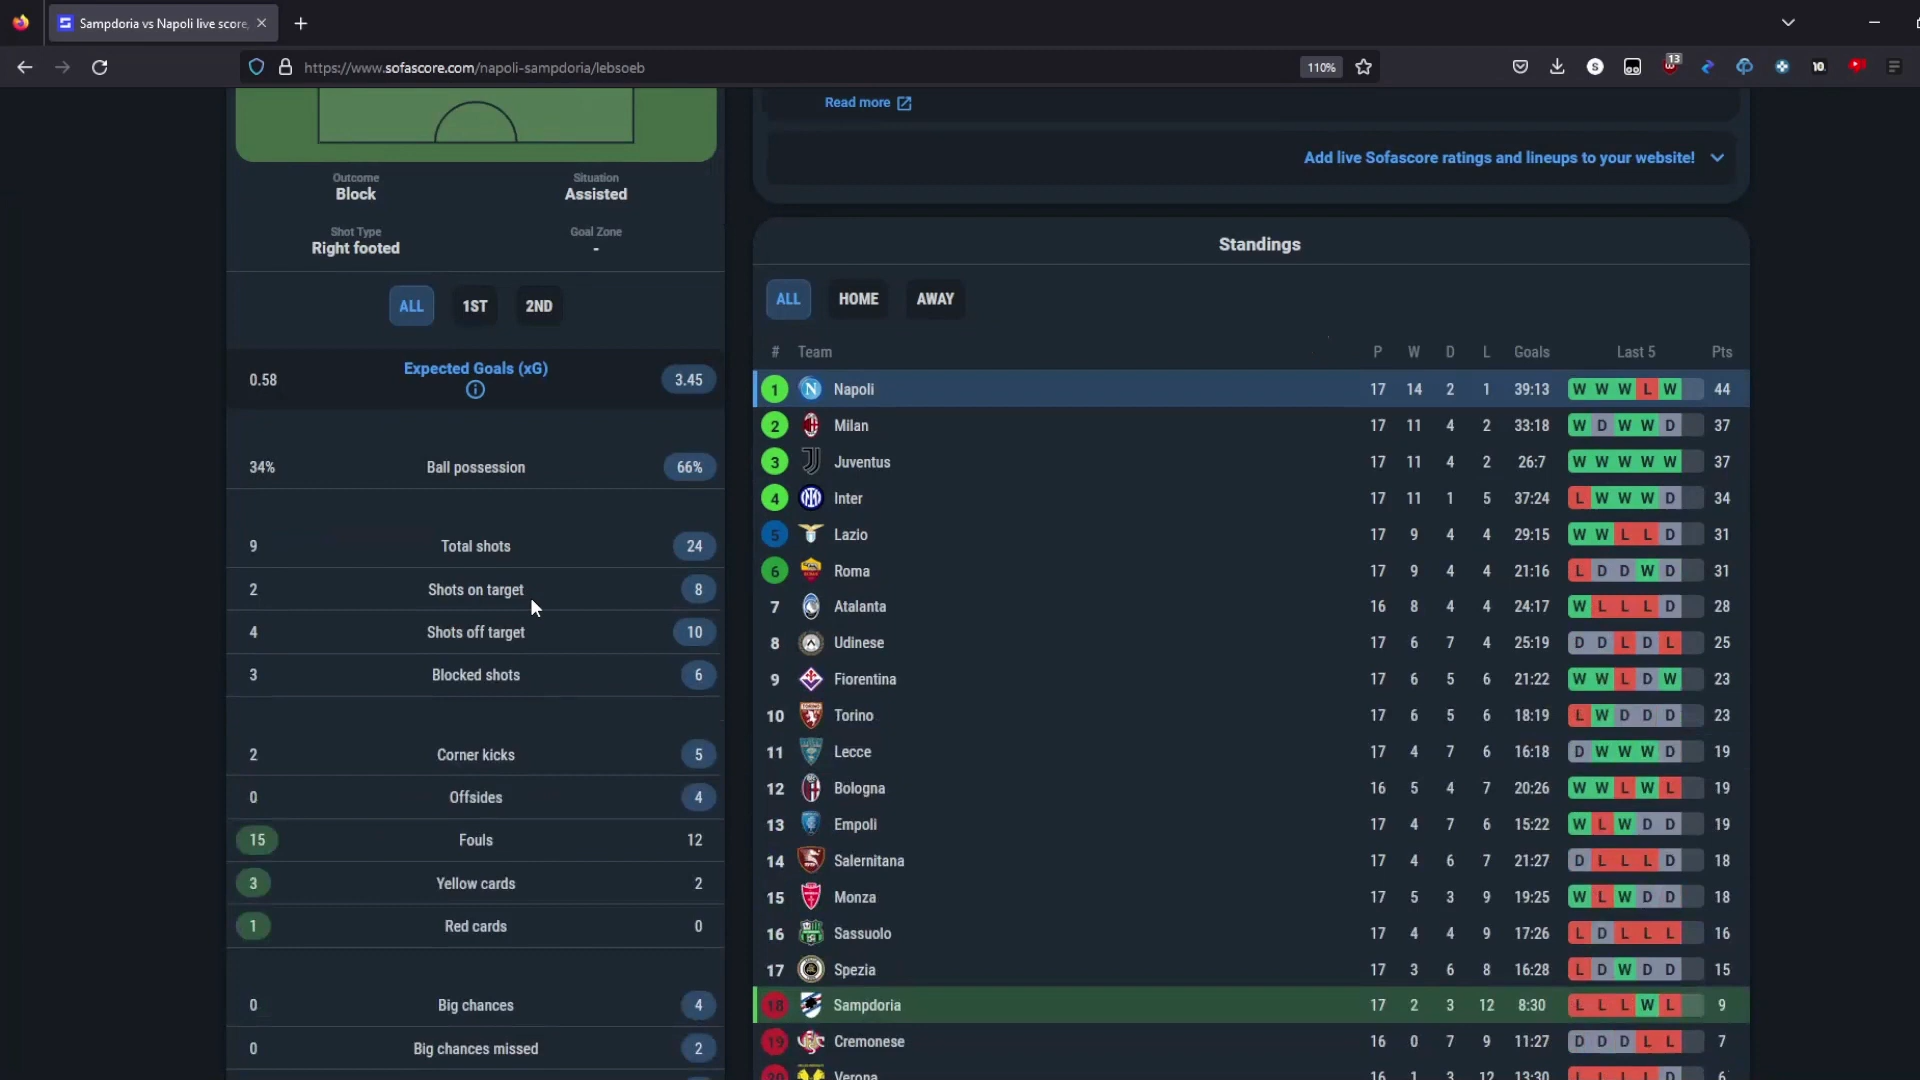 Sampdoria vs Napoli live score,
https://www.sofascore.com/napoli-sampdoria/lebsoeb
110%
13
Read more
Add live Sofascore ratings and lineups to your website!
Outcome Situation
Block Assisted
Shot Type Goal Zone
Right footed -
ALL 1ST 2ND
0.58 Expected Goals (xG) 3.45
34% Ball possession 66%
9 Total shots 24
2 Shots on target 8
4 Shots off target 10
3 Blocked shots 6
2 Corner kicks 5
0 Offsides 4
15 Fouls 12
3 Yellow cards 2
1 Red cards 0
0 Big chances 4
0 Big chances missed 2
Standings
ALL HOME AWAY
# Team P W D L Goals Last 5 Pts
1 Napoli 17 14 2 1 39:13 W W W L W 44
2 Milan 17 11 4 2 33:18 W D W W D 37
3 Juventus 17 11 4 2 26:7 W W W W W 37
4 Inter 17 11 1 5 37:24 L W W W D 34
5 Lazio 17 9 4 4 29:15 W W L L D 31
6 Roma 17 9 4 4 21:16 L D D W D 31
7 Atalanta 16 8 4 4 24:17 W L L L D 28
8 Udinese 17 6 7 4 25:19 D D L D L 25
9 Fiorentina 17 6 5 6 21:22 W W L D W 23
10 Torino 17 6 5 6 18:19 L W D D D 23
11 Lecce 17 4 7 6 16:18 D W W W D 19
12 Bologna 16 5 4 7 20:26 W W L W L 19
13 Empoli 17 4 7 6 15:22 W L W D D 19
14 Salernitana 17 4 6 7 21:27 D L L L D 18
15 Monza 17 5 3 9 19:25 W L W D D 18
16 Sassuolo 17 4 4 9 17:26 L D L L L 16
17 Spezia 17 3 6 8 16:28 L D W D D 15
18 Sampdoria 17 2 3 12 8:30 L L L W L 9
19 Cremonese 16 0 7 9 11:27 D D D L L 7
20 Verona 16 1 3 12 13:30 L L L L D 6